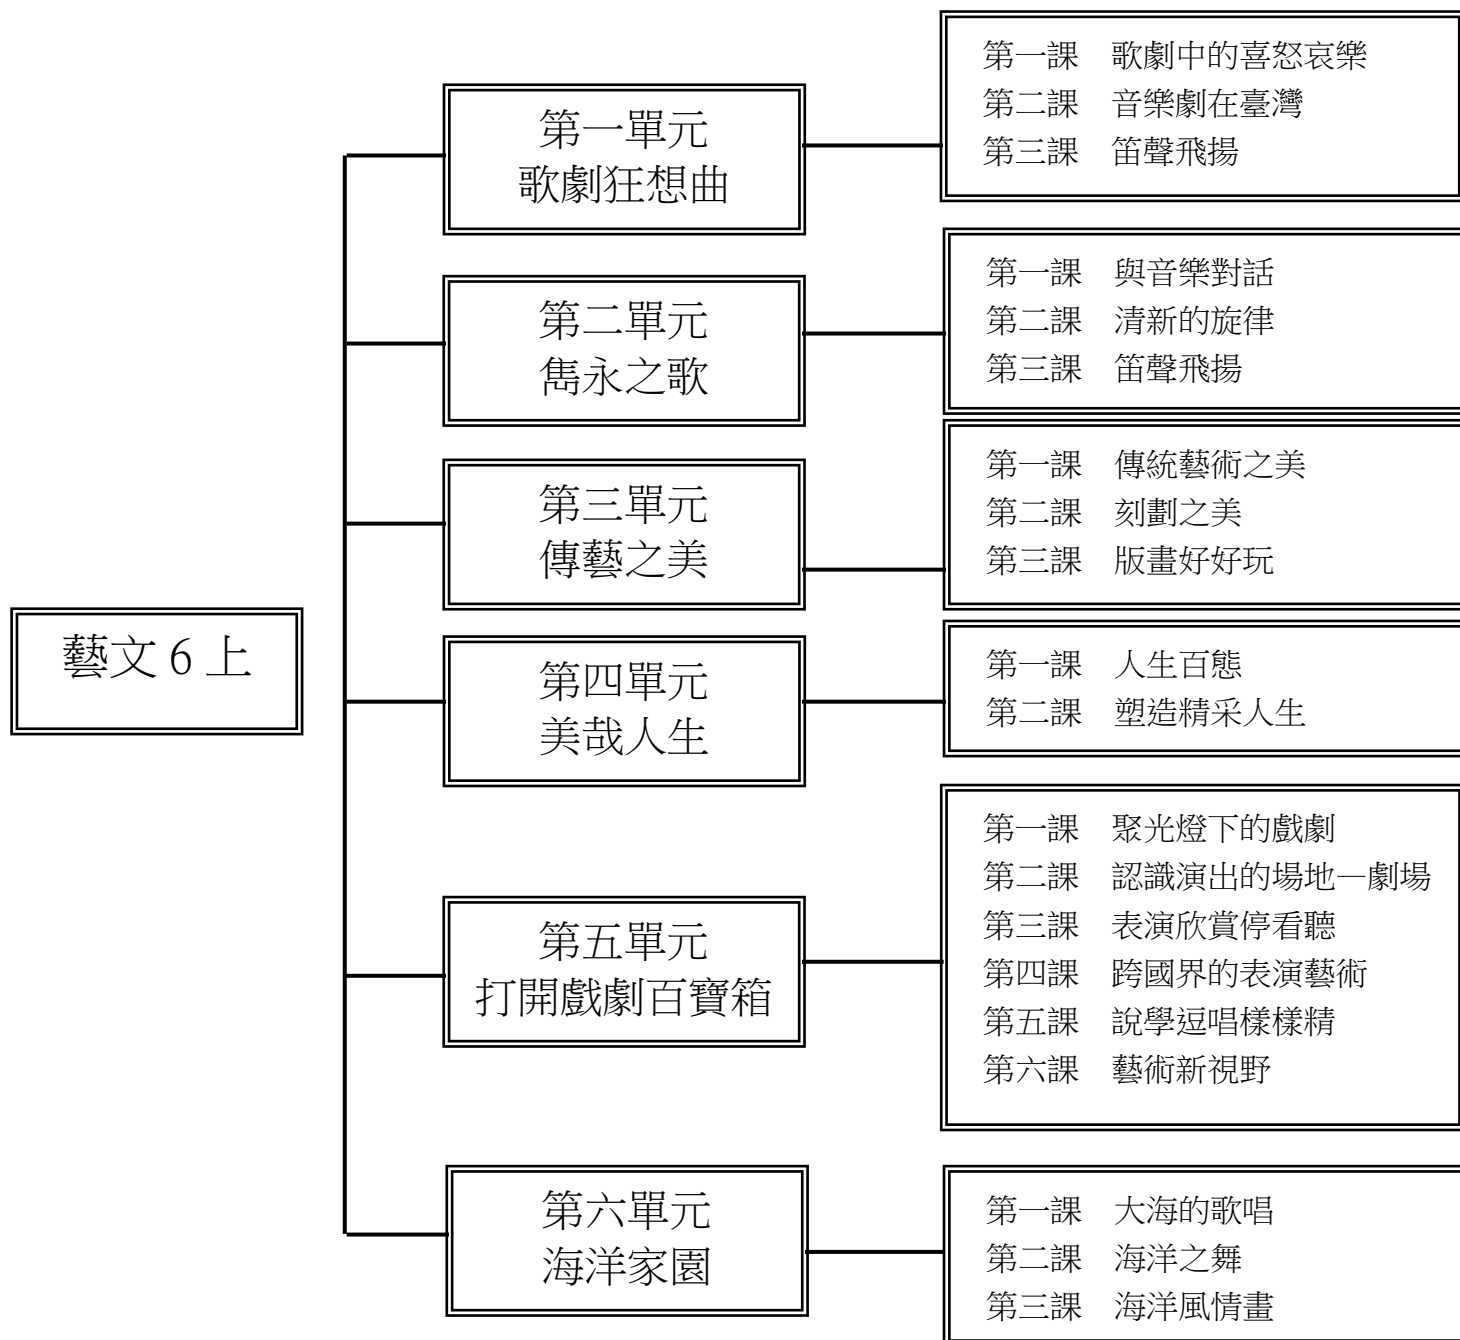 藝文 6 上
第一單元
歌劇狂想曲
第一課　歌劇中的喜怒哀樂
第二課　音樂劇在臺灣
第三課　笛聲飛揚
第二單元
雋永之歌
第一課　與音樂對話
第二課　清新的旋律
第三課　笛聲飛揚
第三單元
傳藝之美
第一課　傳統藝術之美
第二課　刻劃之美
第三課　版畫好好玩
第四單元
美哉人生
第一課　人生百態
第二課　塑造精采人生
第五單元
打開戲劇百寶箱
第一課　聚光燈下的戲劇
第二課　認識演出的場地—劇場
第三課　表演欣賞停看聽
第四課　跨國界的表演藝術
第五課　說學逗唱樣樣精
第六課　藝術新視野
第六單元
海洋家園
第一課　大海的歌唱
第二課　海洋之舞
第三課　海洋風情畫